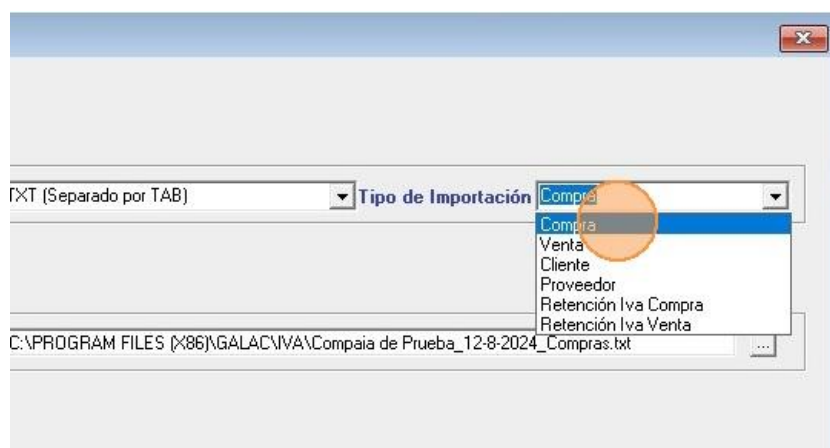 TXT (Separado por TAB) Tipo de Importación Compra
Compra
Venta
Cliente
Proveedor
Retención Iva Compra
Retención Iva Venta
C:\PROGRAM FILES (X86)\GALAC\IVA\Compaia de Prueba_12-8-2024_Compras.txt ...